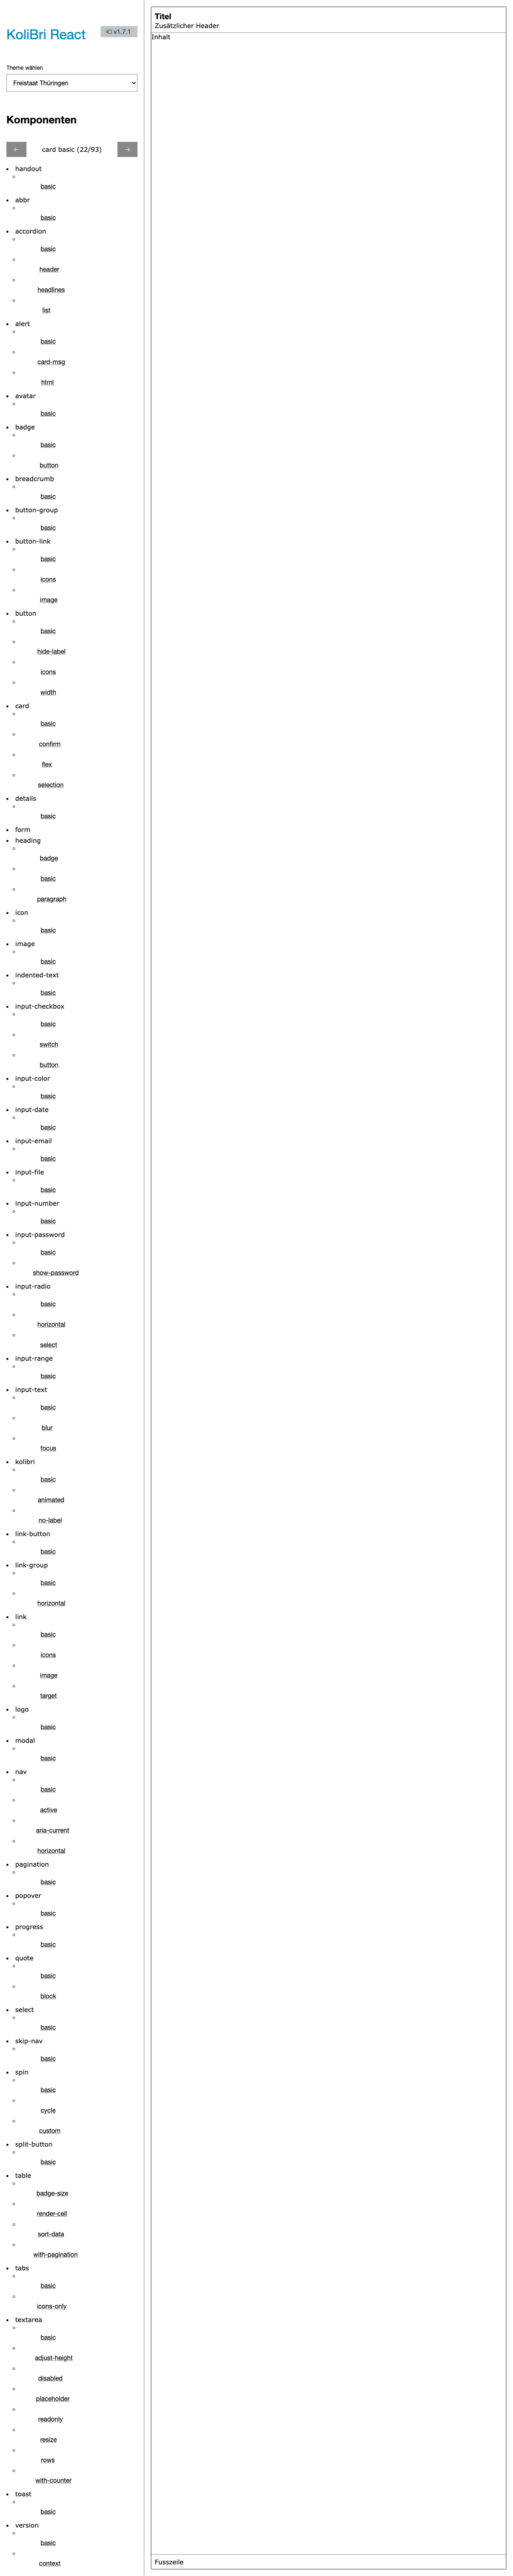 KoliBri React
v1.7.1
Theme wählen
Freistaat Thüringen
Komponenten
← card basic (22/93) →
handout
basic
abbr
basic
accordion
basic
header
headlines
list
alert
basic
card-msg
html
avatar
basic
badge
basic
button
breadcrumb
basic
button-group
basic
button-link
basic
icons
image
button
basic
hide-label
icons
width
card
basic
confirm
flex
selection
details
basic
form
heading
badge
basic
paragraph
icon
basic
image
basic
indented-text
basic
input-checkbox
basic
switch
button
input-color
basic
input-date
basic
input-email
basic
input-file
basic
input-number
basic
input-password
basic
show-password
input-radio
basic
horizontal
select
input-range
basic
input-text
basic
blur
focus
kolibri
basic
animated
no-label
link-button
basic
link-group
basic
horizontal
link
basic
icons
image
target
logo
basic
modal
basic
nav
basic
active
aria-current
horizontal
pagination
basic
popover
basic
progress
basic
quote
basic
block
select
basic
skip-nav
basic
spin
basic
cycle
custom
split-button
basic
table
badge-size
render-cell
sort-data
with-pagination
tabs
basic
icons-only
textarea
basic
adjust-height
disabled
placeholder
readonly
resize
rows
with-counter
toast
basic
version
basic
context
Titel
Zusätzlicher Header
Inhalt
Fusszeile